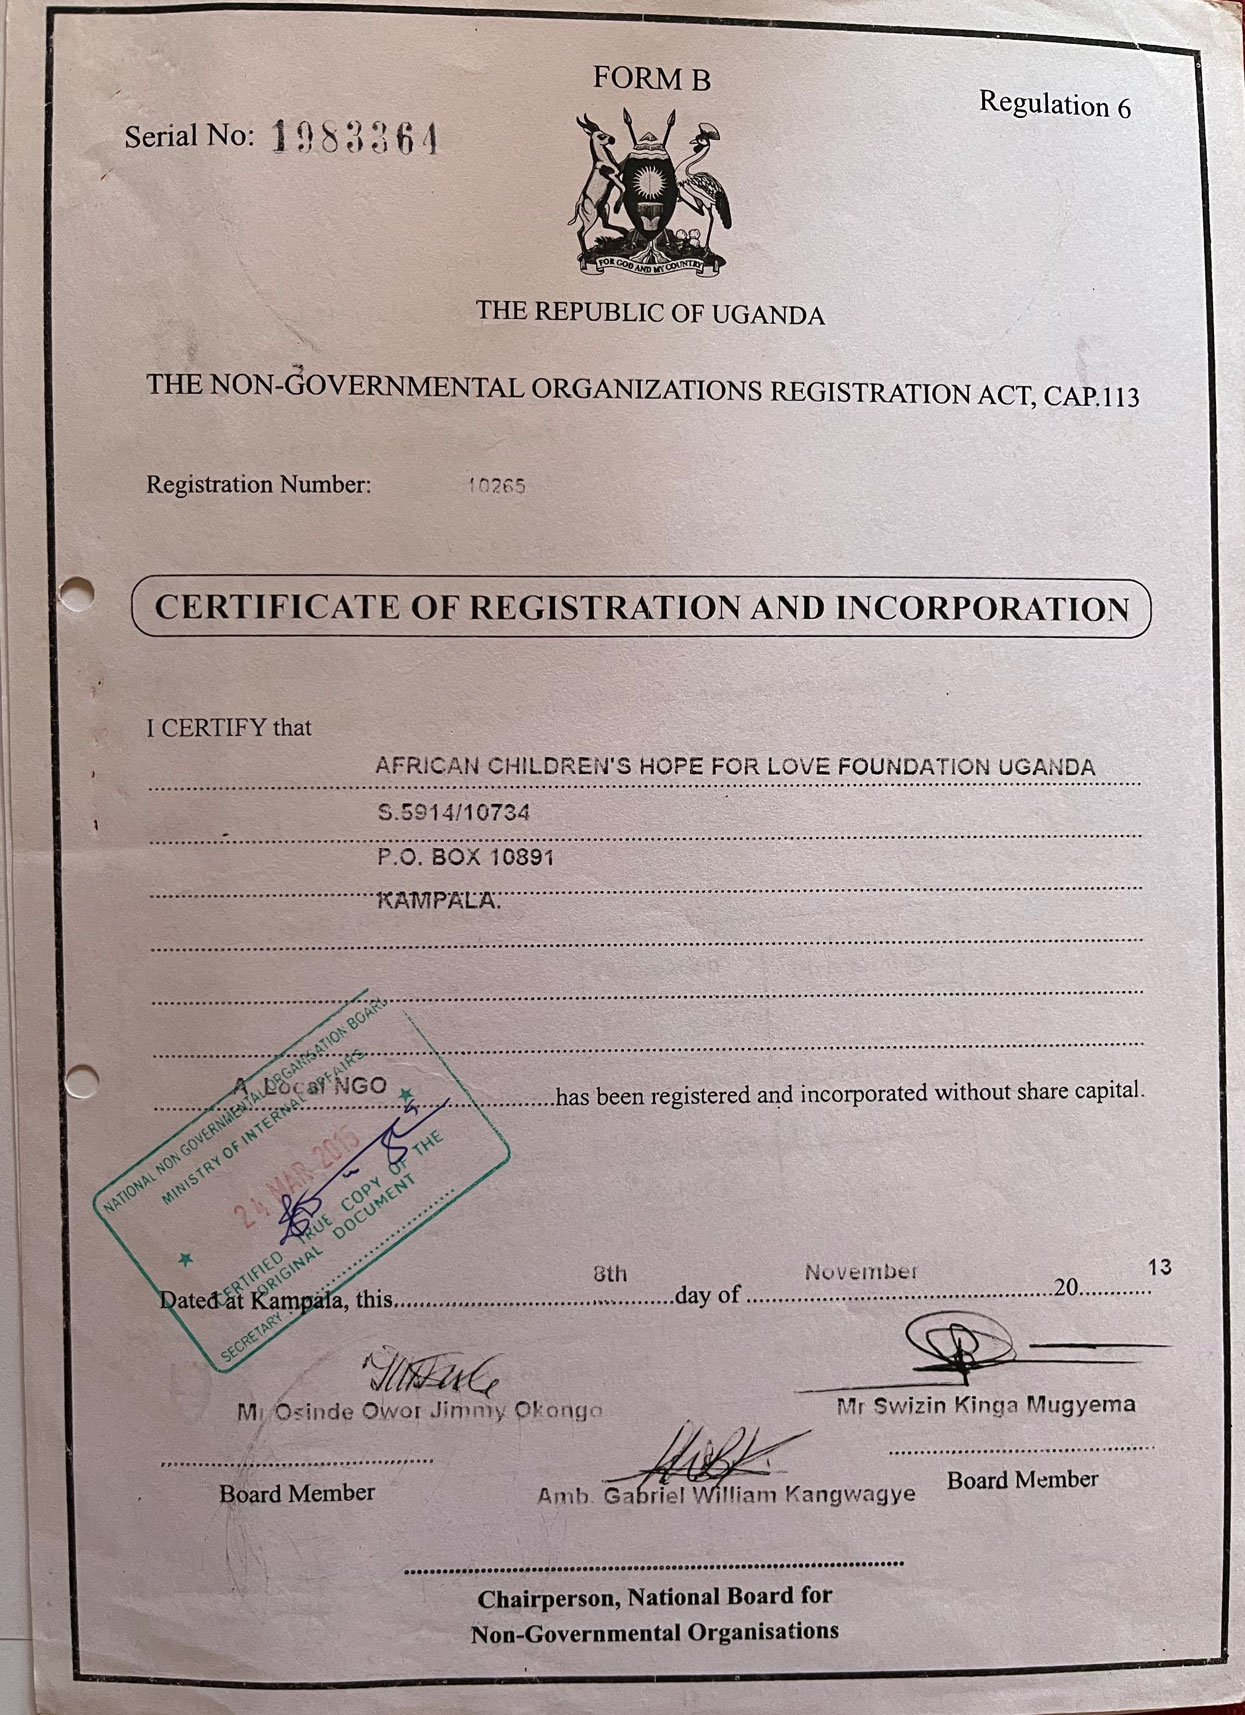 FORM B
Regulation 6
Serial No: 1983364
FOR GOD AND MY COUNTRY
THE REPUBLIC OF UGANDA
THE NON-GOVERNMENTAL ORGANIZATIONS REGISTRATION ACT, CAP.113
Registration Number: 10265
CERTIFICATE OF REGISTRATION AND INCORPORATION
I CERTIFY that
AFRICAN CHILDREN'S HOPE FOR LOVE FOUNDATION UGANDA
S.5914/10734
P.O. BOX 10891
KAMPALA.
A Local NGO has been registered and incorporated without share capital.
NATIONAL NON GOVERNMENTAL ORGANISATION BOARD
MINISTRY OF INTERNAL AFFAIRS
24 MAR 2015
CERTIFIED TRUE COPY OF THE
ORIGINAL DOCUMENT
SECRETARY
Dated at Kampala, this 8th day of November 2013
Mr Osinde Owor Jimmy Okongo
Mr Swizin Kinga Mugyema
Board Member
Board Member
Amb. Gabriel William Kangwagye
Chairperson, National Board for
Non-Governmental Organisations